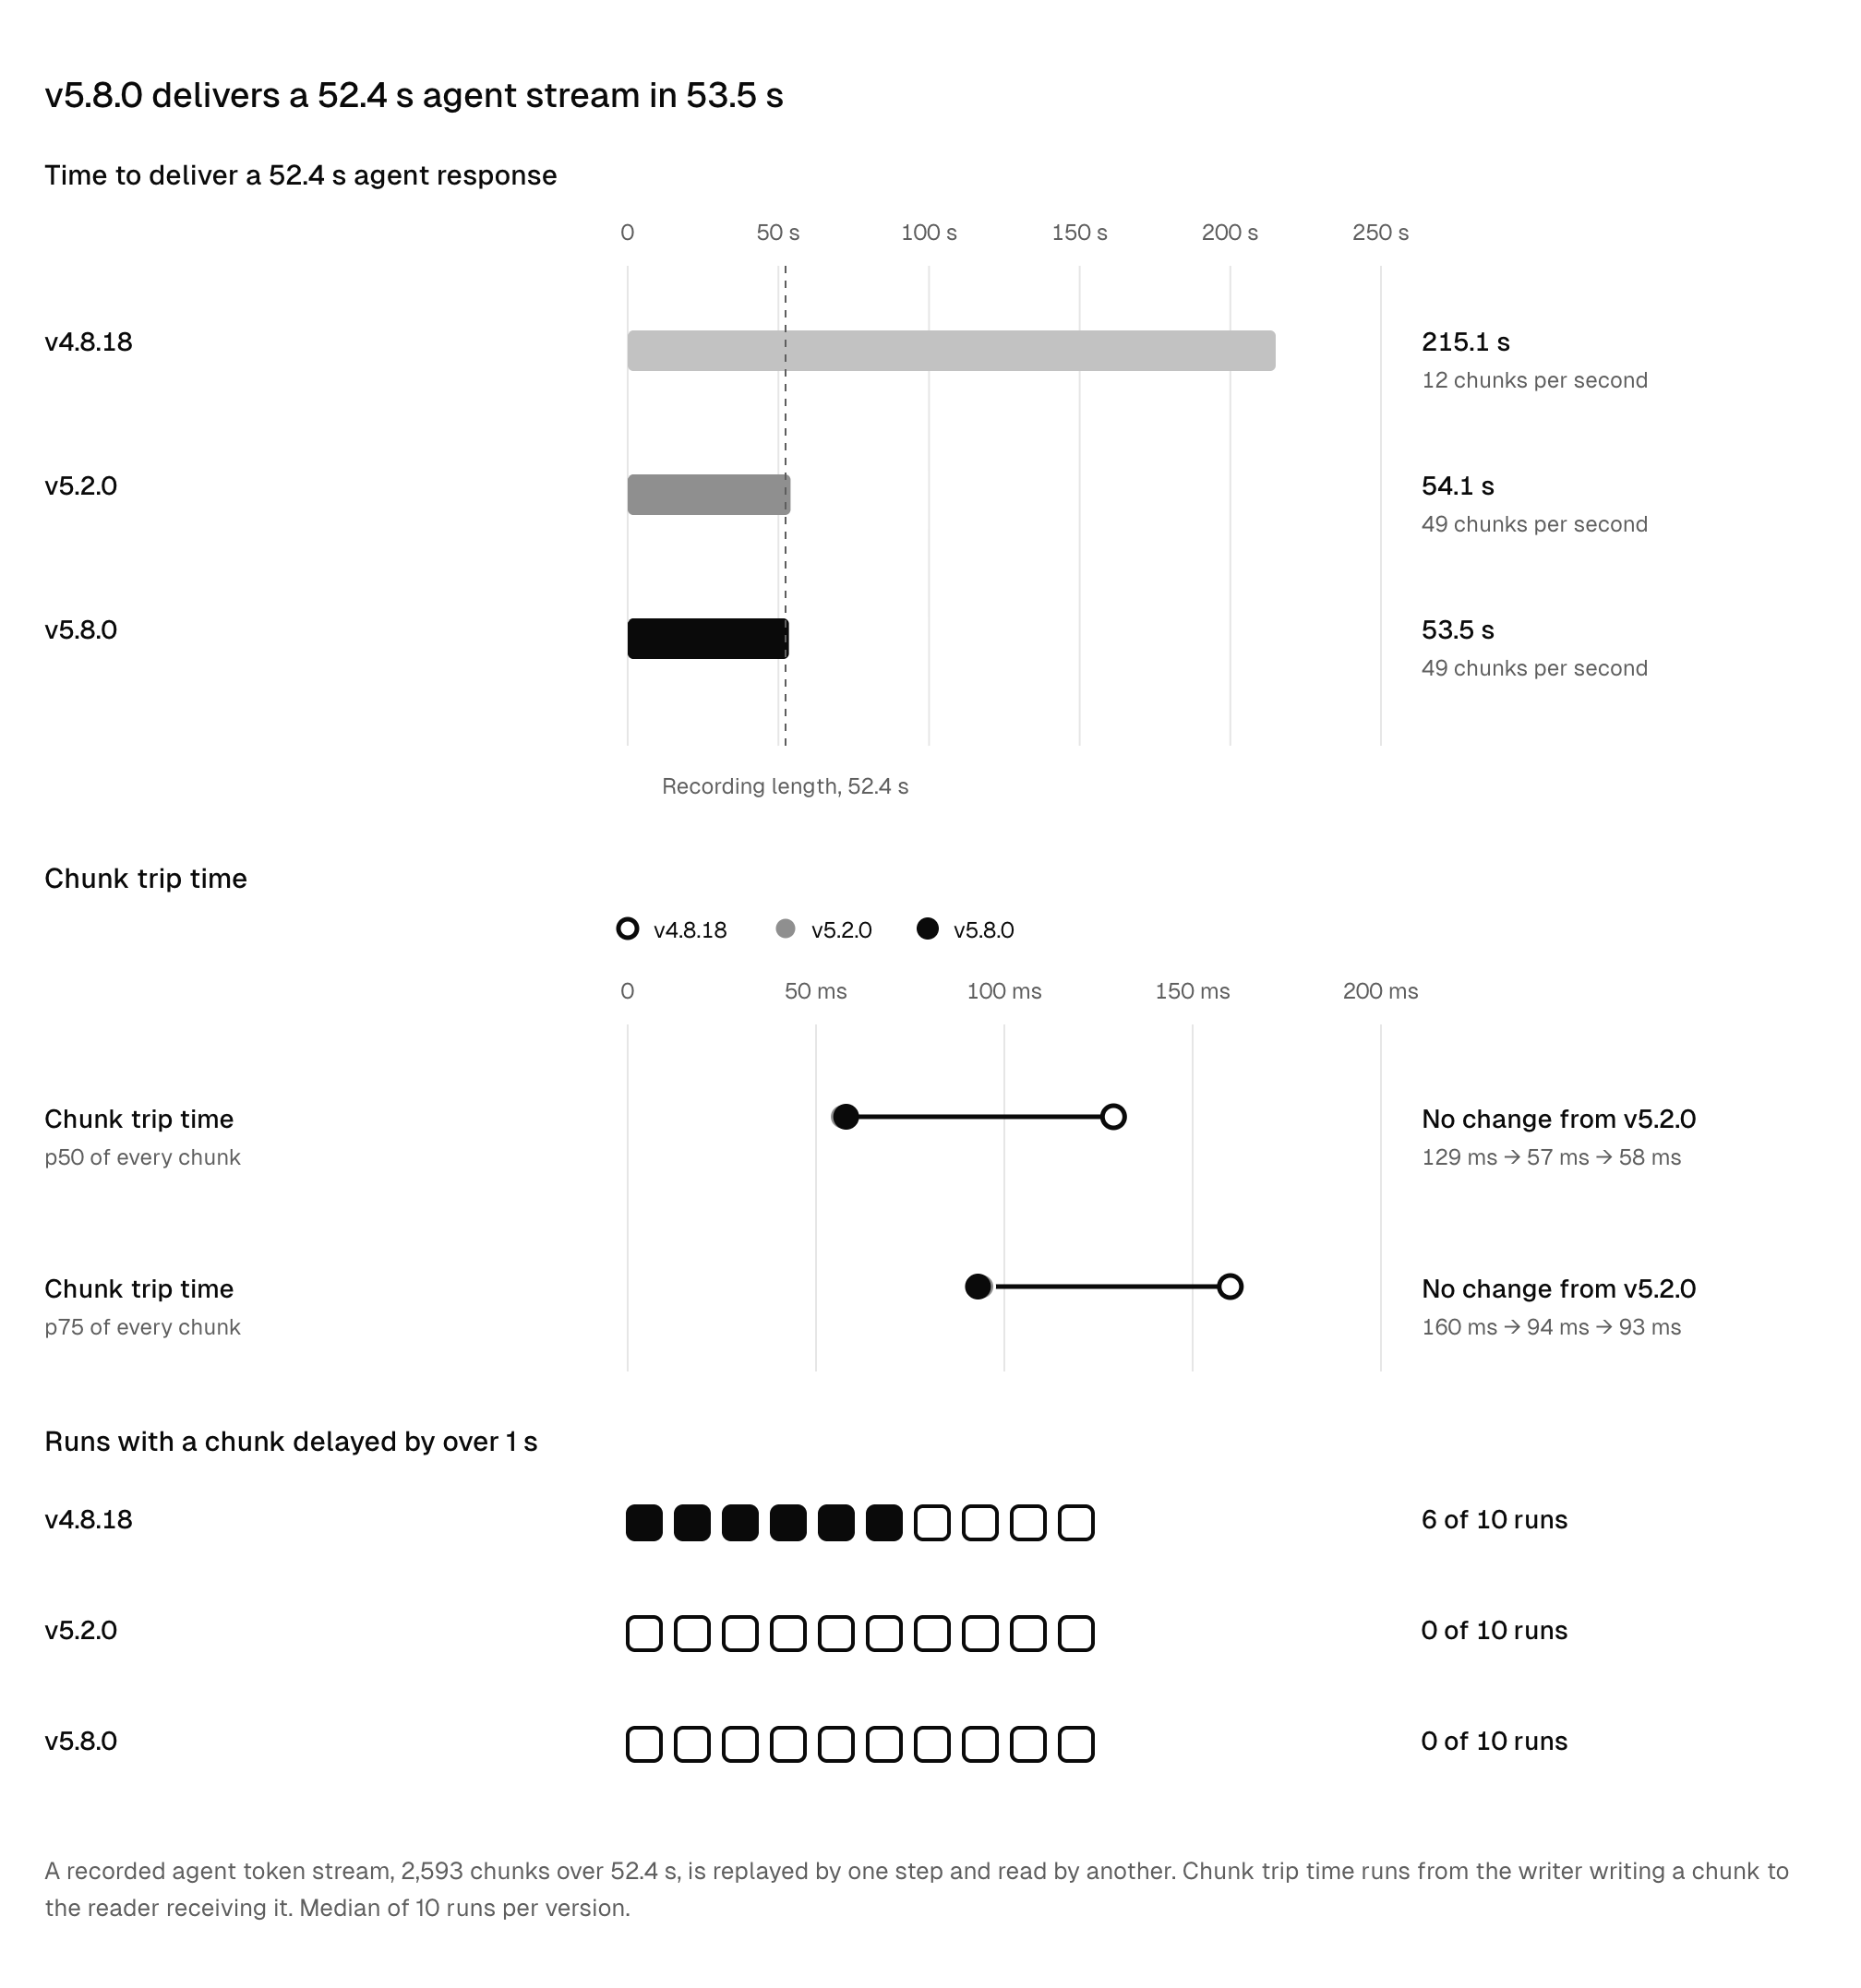 v5.8.0 delivers a 52.4 s agent stream in 53.5 s
Time to deliver a 52.4 s agent response
0 50 s 100 s 150 s 200 s 250 s
v4.8.18 215.1 s
12 chunks per second
v5.2.0 54.1 s
49 chunks per second
v5.8.0 53.5 s
49 chunks per second
Recording length, 52.4 s
Chunk trip time
v4.8.18 v5.2.0 v5.8.0
0 50 ms 100 ms 150 ms 200 ms
Chunk trip time No change from v5.2.0
p50 of every chunk 129 ms → 57 ms → 58 ms
Chunk trip time No change from v5.2.0
p75 of every chunk 160 ms → 94 ms → 93 ms
Runs with a chunk delayed by over 1 s
v4.8.18 6 of 10 runs
v5.2.0 0 of 10 runs
v5.8.0 0 of 10 runs
A recorded agent token stream, 2,593 chunks over 52.4 s, is replayed by one step and read by another. Chunk trip time runs from the writer writing a chunk to
the reader receiving it. Median of 10 runs per version.